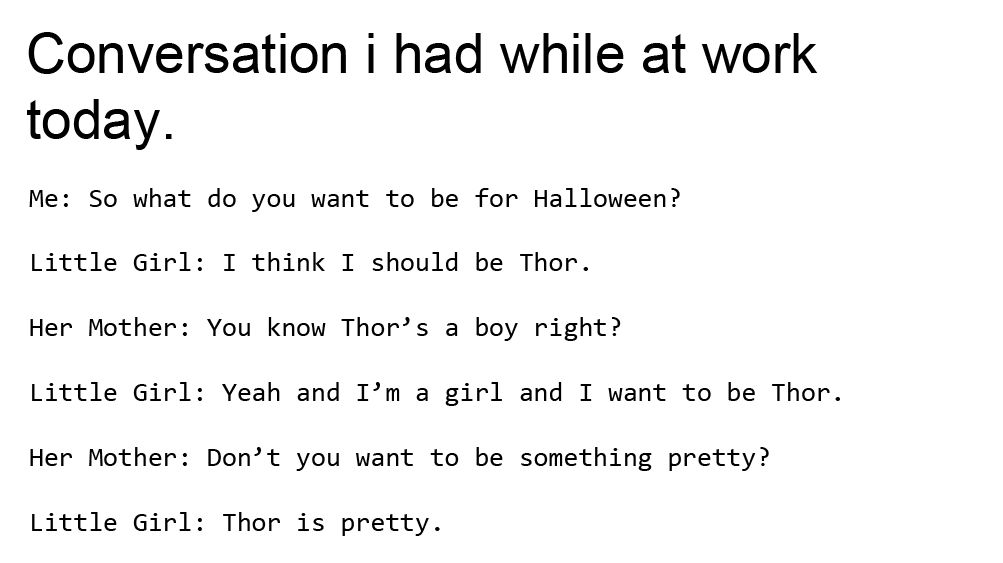 Conversation i had while at work
today.
Me: So what do you want to be for Halloween?
Little Girl: I think I should be Thor.
Her Mother: You know Thor’s a boy right?
Little Girl: Yeah and I’m a girl and I want to be Thor.
Her Mother: Don’t you want to be something pretty?
Little Girl: Thor is pretty.